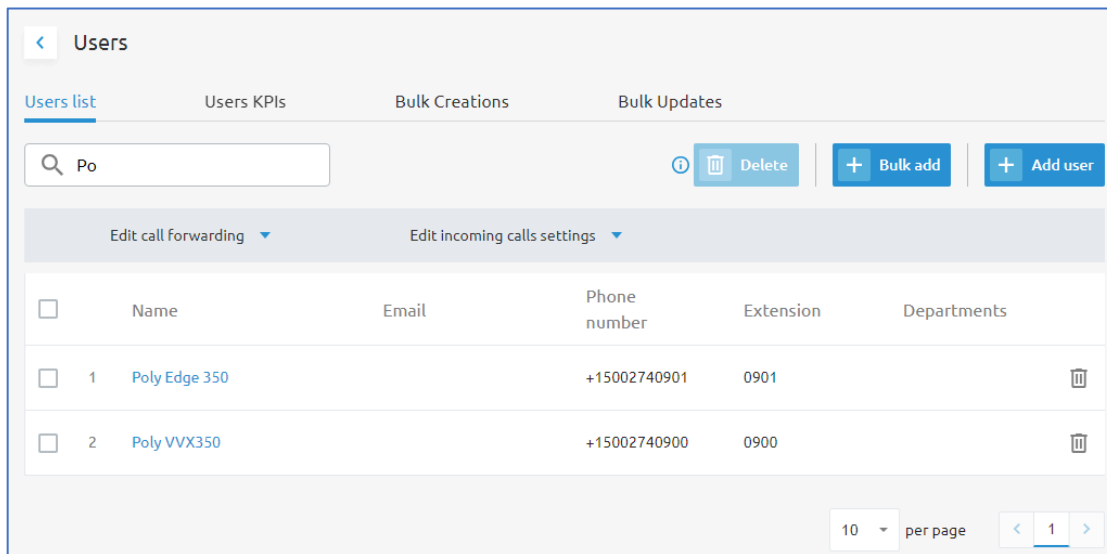 Users
Users list Users KPIs Bulk Creations Bulk Updates
Po Delete Bulk add Add user
Edit call forwarding Edit incoming calls settings
Name Email Phone number Extension Departments
1 Poly Edge 350 +15002740901 0901
2 Poly VVX350 +15002740900 0900
10 per page 1